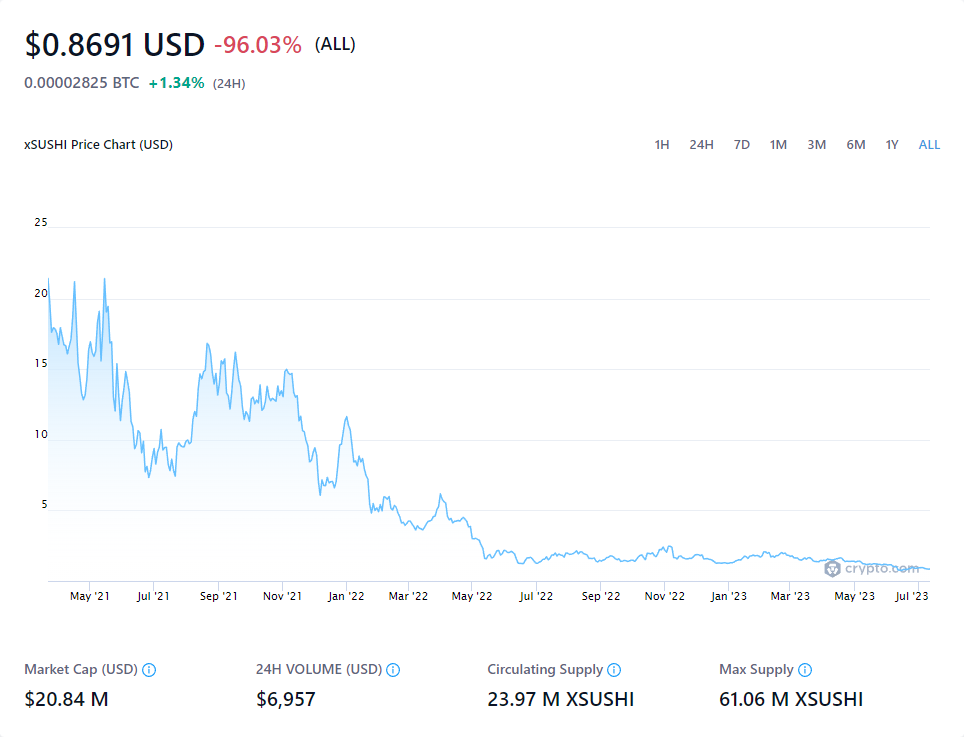 $0.8691 USD -96.03% (ALL)
0.00002825 BTC +1.34% (24H)
xSUSHI Price Chart (USD) 1H 24H 7D 1M 3M 6M 1Y ALL
25
20
15
10
5
crypto.com
May '21 Jul '21 Sep '21 Nov '21 Jan '22 Mar '22 May '22 Jul '22 Sep '22 Nov '22 Jan '23 Mar '23 May '23 Jul '23
Market Cap (USD) 24H VOLUME (USD) Circulating Supply Max Supply
$20.84 M $6,957 23.97 M XSUSHI 61.06 M XSUSHI